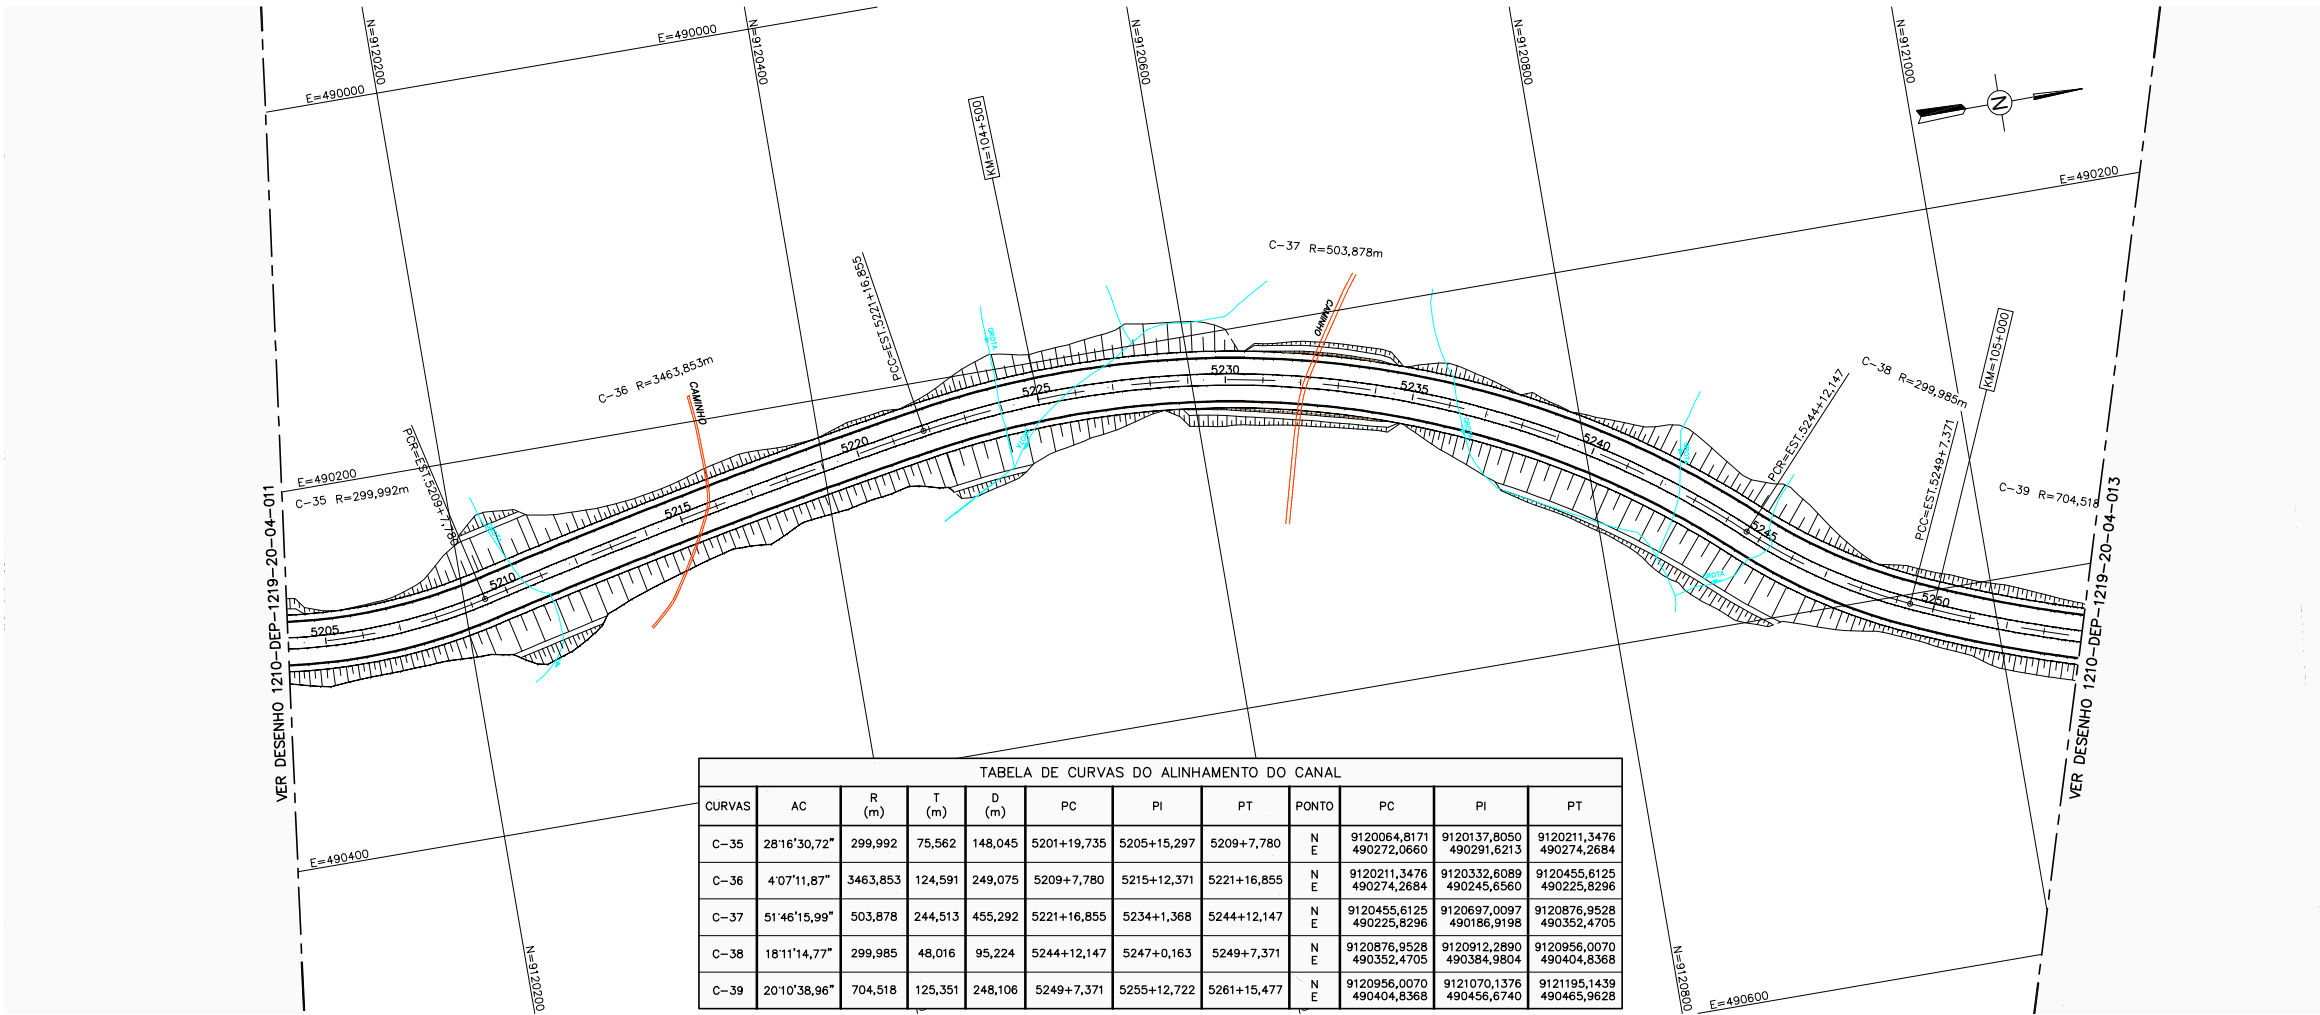 N=9120200
N=9120400
N=9120600
N=9120800
N=9121000
E=490000
E=490000
N
KM=104+500
E=490200
C-37 R=503,878m
CAMINHO
PCC=EST.5221+16,855
GROTA
KM=105+000
C-36 R=3463,853m
CAMINHO
C-38 R=299,985m
PCR=EST.5244+12,147
PCR=EST.5209+7,780
PCC=EST.5249+7,371
E=490200
C-35 R=299,992m
C-39 R=704,518
5205
5210
5215
5220
5225
5230
5235
5240
5245
5250
GROTA
GROTA
GROTA
GROTA
GROTA
VER DESENHO 1210-DEP-1219-20-04-011
VER DESENHO 1210-DEP-1219-20-04-013
E=490400
N=9120200
N=9120800
E=490600
TABELA DE CURVAS DO ALINHAMENTO DO CANAL
CURVAS AC R (m) T (m) D (m) PC PI PT PONTO PC PI PT
C-35 28°16'30,72" 299,992 75,562 148,045 5201+19,735 5205+15,297 5209+7,780 N 9120064,8171 9120137,8050 9120211,3476
E 490272,0660 490291,6213 490274,2684
C-36 4°07'11,87" 3463,853 124,591 249,075 5209+7,780 5215+12,371 5221+16,855 N 9120211,3476 9120332,6089 9120455,6125
E 490274,2684 490245,6560 490225,8296
C-37 51°46'15,99" 503,878 244,513 455,292 5221+16,855 5234+1,368 5244+12,147 N 9120455,6125 9120697,0097 9120876,9528
E 490225,8296 490186,9198 490352,4705
C-38 18°11'14,77" 299,985 48,016 95,224 5244+12,147 5247+0,163 5249+7,371 N 9120876,9528 9120912,2890 9120956,0070
E 490352,4705 490384,9804 490404,8368
C-39 20°10'38,96" 704,518 125,351 248,106 5249+7,371 5255+12,722 5261+15,477 N 9120956,0070 9121070,1376 9121195,1439
E 490404,8368 490456,6740 490465,9628